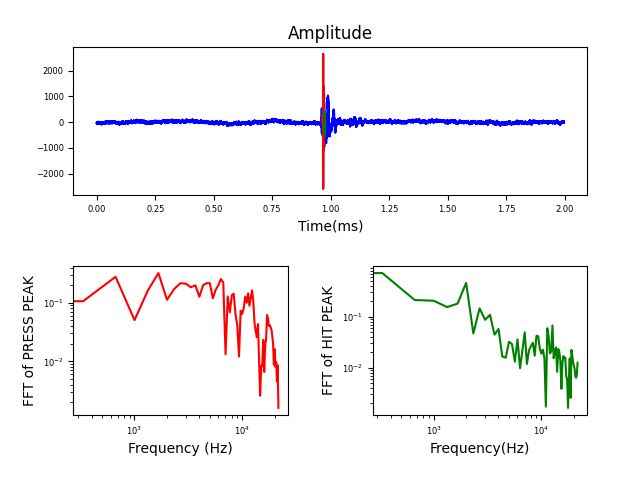 Amplitude
2000
1000
0
−1000
−2000
0.00 0.25 0.50 0.75 1.00 1.25 1.50 1.75 2.00
Time(ms)
FFT of PRESS PEAK
10⁻¹
10⁻²
10³ 10⁴
Frequency (Hz)
FFT of HIT PEAK
10⁻¹
10⁻²
10³ 10⁴
Frequency(Hz)